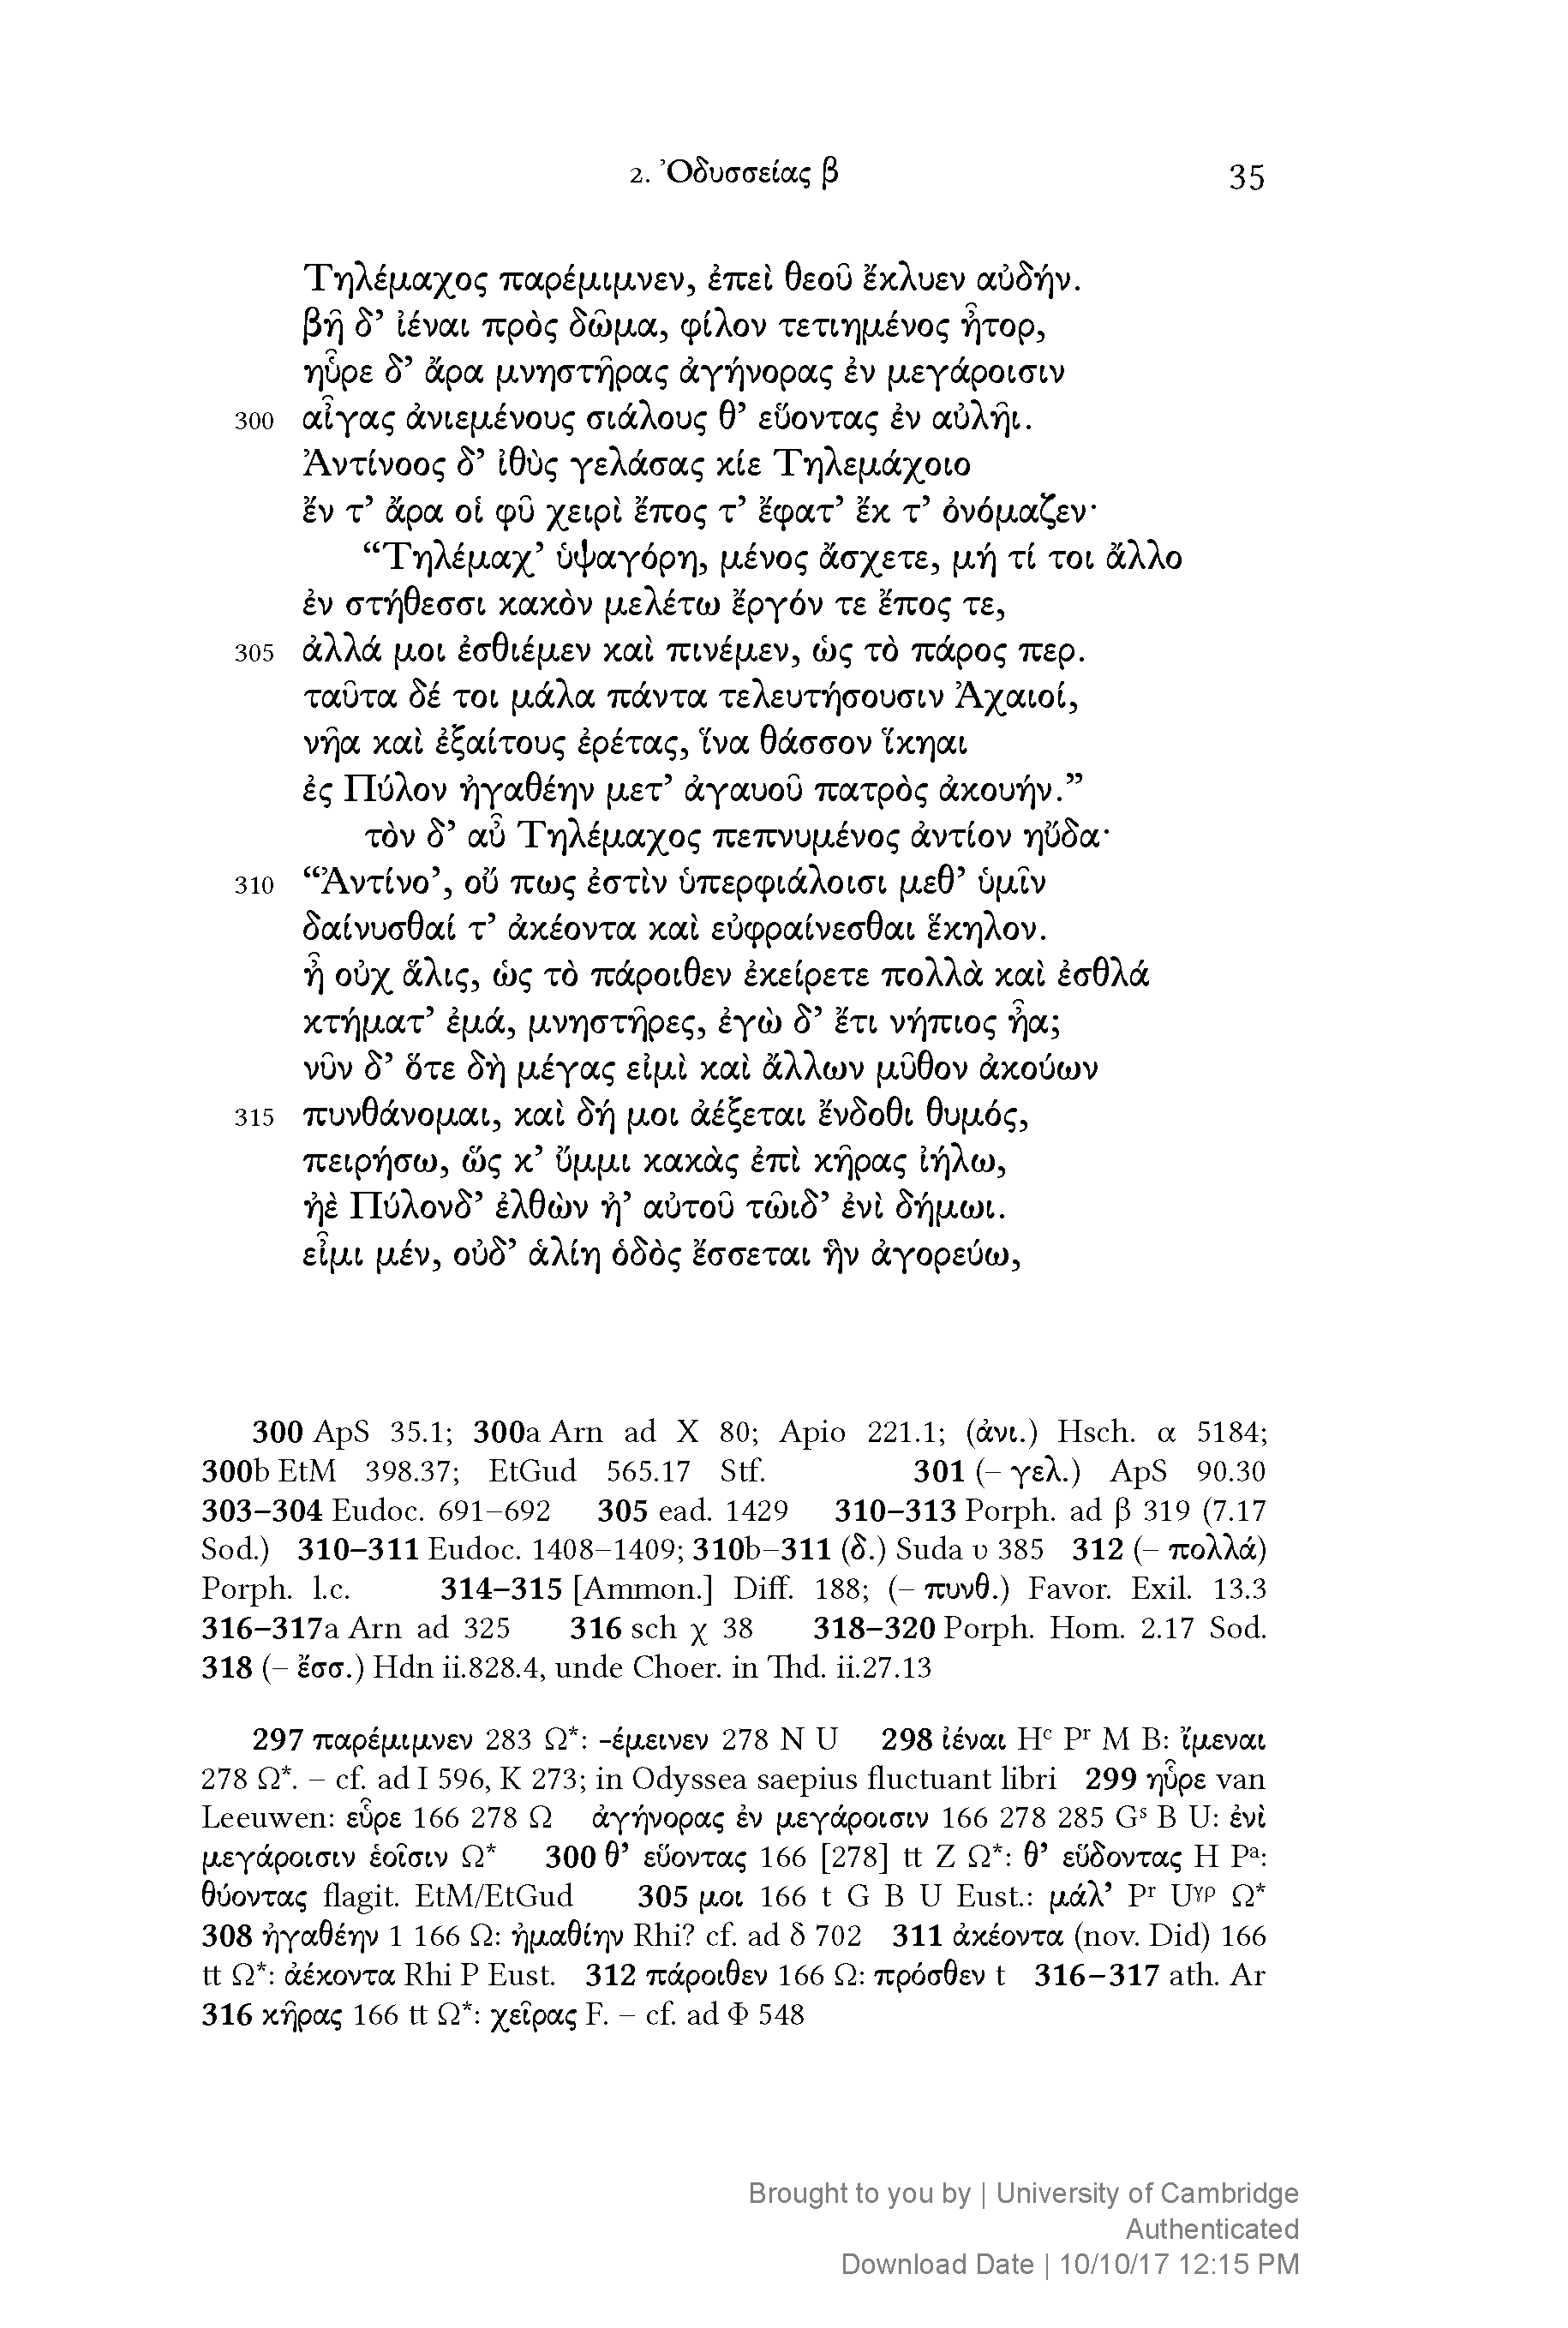 2. Ὀδυσσείας β 35
Τηλέμαχος παρέμιμνεν, ἐπεὶ θεοῦ ἔκλυεν αὐδήν.
βῆ δ’ ἰέναι πρὸς δῶμα, φίλον τετιημένος ἦτορ,
ηὗρε δ’ ἄρα μνηστῆρας ἀγήνορας ἐν μεγάροισιν
300 αἶγας ἀνιεμένους σιάλους θ’ εὕοντας ἐν αὐλῆι.
Ἀντίνοος δ’ ἰθὺς γελάσας κίε Τηλεμάχοιο
ἔν τ’ ἄρα οἱ φῦ χειρὶ ἔπος τ’ ἔφατ’ ἔκ τ’ ὀνόμαζεν·
“Τηλέμαχ’ ὑψαγόρη, μένος ἄσχετε, μή τί τοι ἄλλο
ἐν στήθεσσι κακὸν μελέτω ἔργόν τε ἔπος τε,
305 ἀλλά μοι ἐσθιέμεν καὶ πινέμεν, ὡς τὸ πάρος περ.
ταῦτα δέ τοι μάλα πάντα τελευτήσουσιν Ἀχαιοί,
νῆα καὶ ἐξαίτους ἐρέτας, ἵνα θάσσον ἵκηαι
ἐς Πύλον ἠγαθέην μετ’ ἀγαυοῦ πατρὸς ἀκουήν.”
τὸν δ’ αὖ Τηλέμαχος πεπνυμένος ἀντίον ηὔδα·
310 “Ἀντίνο’, οὔ πως ἐστὶν ὑπερφιάλοισι μεθ’ ὑμῖν
δαίνυσθαί τ’ ἀκέοντα καὶ εὐφραίνεσθαι ἕκηλον.
ἦ οὐχ ἅλις, ὡς τὸ πάροιθεν ἐκείρετε πολλὰ καὶ ἐσθλά
κτήματ’ ἐμά, μνηστῆρες, ἐγὼ δ’ ἔτι νήπιος ἦα;
νῦν δ’ ὅτε δὴ μέγας εἰμὶ καὶ ἄλλων μῦθον ἀκούων
315 πυνθάνομαι, καὶ δή μοι ἀέξεται ἔνδοθι θυμός,
πειρήσω, ὥς κ’ ὔμμι κακὰς ἐπὶ κῆρας ἰήλω,
ἠὲ Πύλονδ’ ἐλθὼν ἠ’ αὐτοῦ τῶιδ’ ἐνὶ δήμωι.
εἶμι μέν, οὐδ’ ἁλίη ὁδὸς ἔσσεται ἣν ἀγορεύω,
300 ApS 35.1; 300a Arn ad X 80; Apio 221.1; (ἀνι.) Hsch. α 5184;
300b EtM 398.37; EtGud 565.17 Stf. 301 (– γελ.) ApS 90.30
303–304 Eudoc. 691–692 305 ead. 1429 310–313 Porph. ad β 319 (7.17
Sod.) 310–311 Eudoc. 1408–1409; 310b–311 (δ.) Suda υ 385 312 (– πολλά)
Porph. l.c. 314–315 [Ammon.] Diff. 188; (– πυνθ.) Favor. Exil. 13.3
316–317a Arn ad 325 316 sch χ 38 318–320 Porph. Hom. 2.17 Sod.
318 (– ἔσσ.) Hdn ii.828.4, unde Choer. in Thd. ii.27.13
297 παρέμιμνεν 283 Ω*: -έμεινεν 278 N U 298 ἰέναι Hᶜ Pʳ M B: ἴμεναι
278 Ω*. – cf. ad I 596, K 273; in Odyssea saepius fluctuant libri 299 ηὗρε van
Leeuwen: εὗρε 166 278 Ω ἀγήνορας ἐν μεγάροισιν 166 278 285 Gˢ B U: ἐνὶ
μεγάροισιν ἑοῖσιν Ω* 300 θ’ εὕοντας 166 [278] tt Z Ω*: θ’ εὕδοντας H Pᵃ:
θύοντας flagit. EtM/EtGud 305 μοι 166 t G B U Eust.: μάλ’ Pʳ Uᵞᴾ Ω*
308 ἠγαθέην 1 166 Ω: ἠμαθίην Rhi? cf. ad δ 702 311 ἀκέοντα (nov. Did) 166
tt Ω*: ἀέκοντα Rhi P Eust. 312 πάροιθεν 166 Ω: πρόσθεν t 316–317 ath. Ar
316 κῆρας 166 tt Ω*: χεῖρας F. – cf. ad Φ 548
Brought to you by | University of Cambridge
Authenticated
Download Date | 10/10/17 12:15 PM